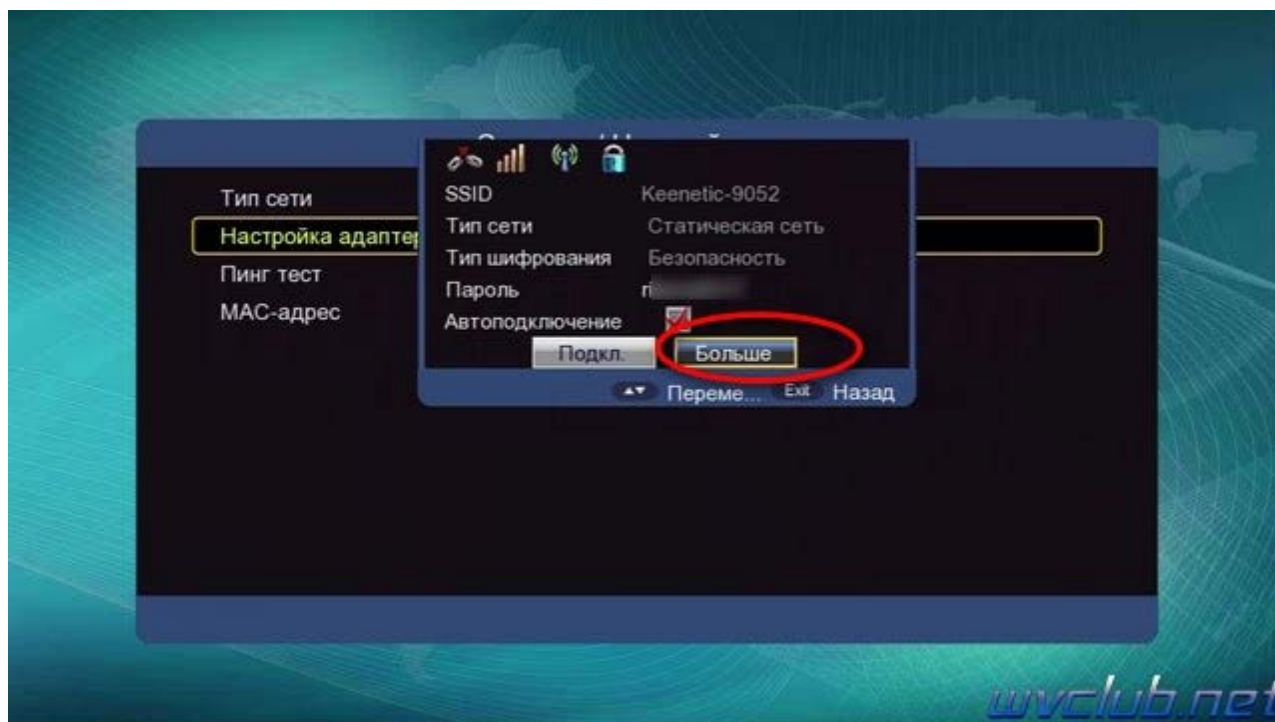 SSID Keenetic-9052
Тип сети Статическая сеть
Тип шифрования Безопасность
Пароль
Автоподключение
Подкл. Больше
Переме... Exit Назад
Тип сети
Настройка адаптер
Пинг тест
MAC-адрес
wvclub.net